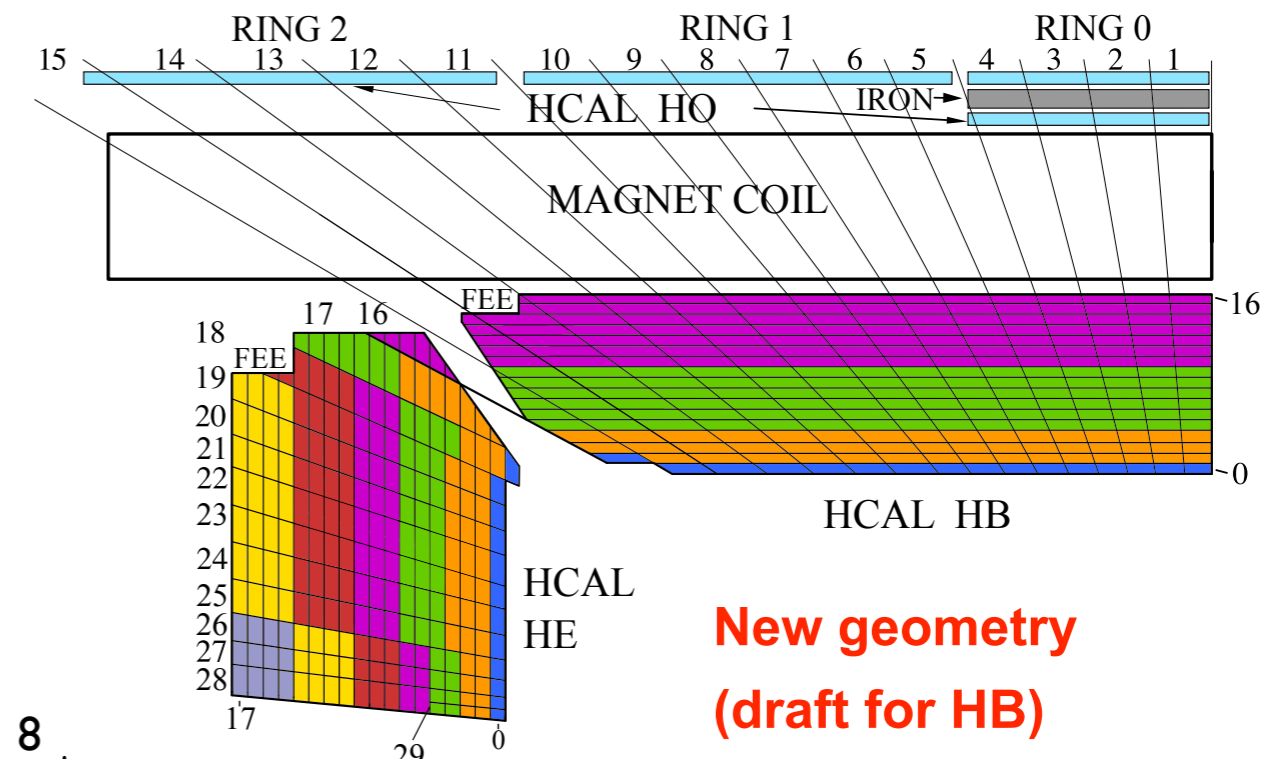 RING 2 RING 1 RING 0
15 14 13 12 11 10 9 8 7 6 5 4 3 2 1
HCAL HO IRON
MAGNET COIL
FEE
16
17 16
18
FEE
19
20
21
22
23
24
25
26
27
28
17
29
0
0
HCAL HB
HCAL
HE
New geometry
(draft for HB)
8